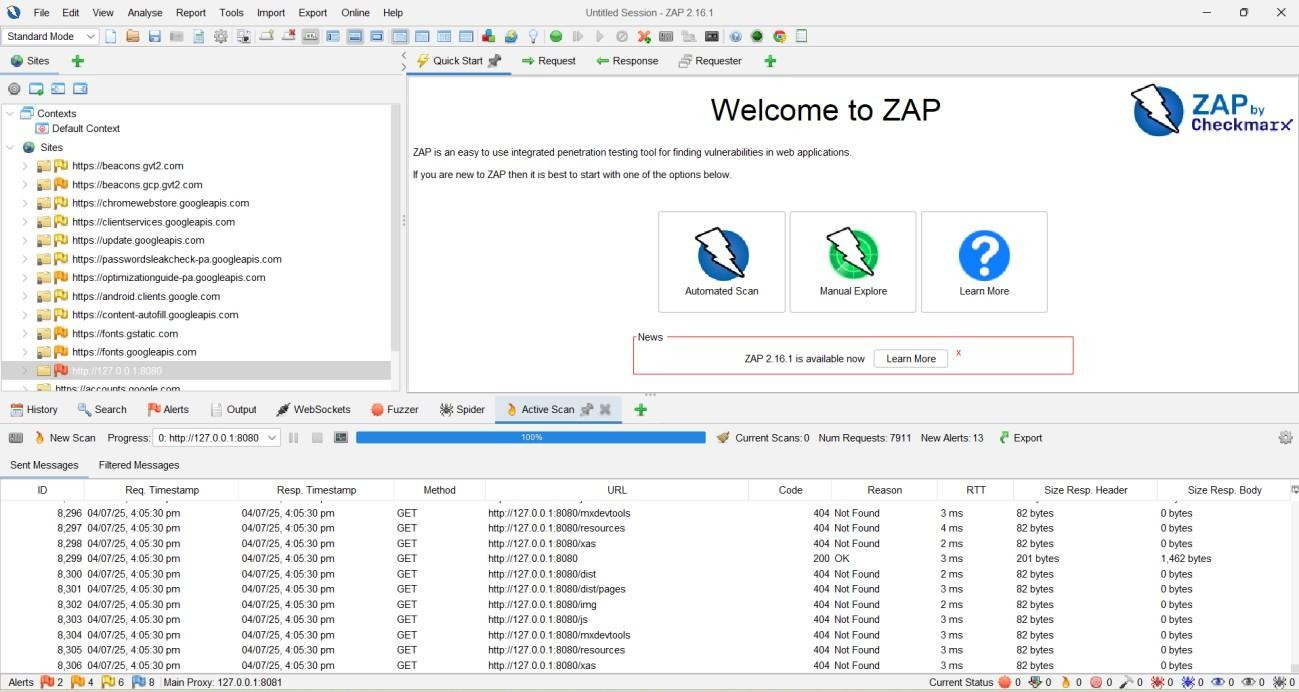 File Edit View Analyse Report Tools Import Export Online Help Untitled Session - ZAP 2.16.1
Standard Mode
Sites Quick Start Request Response Requester
Contexts
Default Context
Sites
https://beacons.gvt2.com
https://beacons.gcp.gvt2.com
https://chromewebstore.googleapis.com
https://clientservices.googleapis.com
https://update.googleapis.com
https://passwordsleakcheck-pa.googleapis.com
https://optimizationguide-pa.googleapis.com
https://android.clients.google.com
https://content-autofill.googleapis.com
https://fonts.gstatic.com
https://fonts.googleapis.com
http://127.0.0.1:8080
https://accounts.google.com
Welcome to ZAP
ZAP by
Checkmarx
ZAP is an easy to use integrated penetration testing tool for finding vulnerabilities in web applications.
If you are new to ZAP then it is best to start with one of the options below.
Automated Scan Manual Explore Learn More
News
ZAP 2.16.1 is available now Learn More x
History Search Alerts Output WebSockets Fuzzer Spider Active Scan
New Scan Progress: 0: http://127.0.0.1:8080 100% Current Scans: 0 Num Requests: 7911 New Alerts: 13 Export
Sent Messages Filtered Messages
ID Req. Timestamp Resp. Timestamp Method URL Code Reason RTT Size Resp. Header Size Resp. Body
8,296 04/07/25, 4:05:30 pm 04/07/25, 4:05:30 pm GET http://127.0.0.1:8080/mxdevtools 404 Not Found 3 ms 82 bytes 0 bytes
8,297 04/07/25, 4:05:30 pm 04/07/25, 4:05:30 pm GET http://127.0.0.1:8080/resources 404 Not Found 4 ms 82 bytes 0 bytes
8,298 04/07/25, 4:05:30 pm 04/07/25, 4:05:30 pm GET http://127.0.0.1:8080/xas 404 Not Found 2 ms 82 bytes 0 bytes
8,299 04/07/25, 4:05:30 pm 04/07/25, 4:05:30 pm GET http://127.0.0.1:8080 200 OK 3 ms 201 bytes 1,462 bytes
8,300 04/07/25, 4:05:30 pm 04/07/25, 4:05:30 pm GET http://127.0.0.1:8080/dist 404 Not Found 2 ms 82 bytes 0 bytes
8,301 04/07/25, 4:05:30 pm 04/07/25, 4:05:30 pm GET http://127.0.0.1:8080/dist/pages 404 Not Found 3 ms 82 bytes 0 bytes
8,302 04/07/25, 4:05:30 pm 04/07/25, 4:05:30 pm GET http://127.0.0.1:8080/img 404 Not Found 2 ms 82 bytes 0 bytes
8,303 04/07/25, 4:05:30 pm 04/07/25, 4:05:30 pm GET http://127.0.0.1:8080/js 404 Not Found 3 ms 82 bytes 0 bytes
8,304 04/07/25, 4:05:30 pm 04/07/25, 4:05:30 pm GET http://127.0.0.1:8080/mxdevtools 404 Not Found 3 ms 82 bytes 0 bytes
8,305 04/07/25, 4:05:30 pm 04/07/25, 4:05:30 pm GET http://127.0.0.1:8080/resources 404 Not Found 3 ms 82 bytes 0 bytes
8,306 04/07/25, 4:05:30 pm 04/07/25, 4:05:30 pm GET http://127.0.0.1:8080/xas 404 Not Found 3 ms 82 bytes 0 bytes
Alerts 2 4 6 8 Main Proxy: 127.0.0.1:8081 Current Status 0 0 0 0 0 0 0 0 0 0